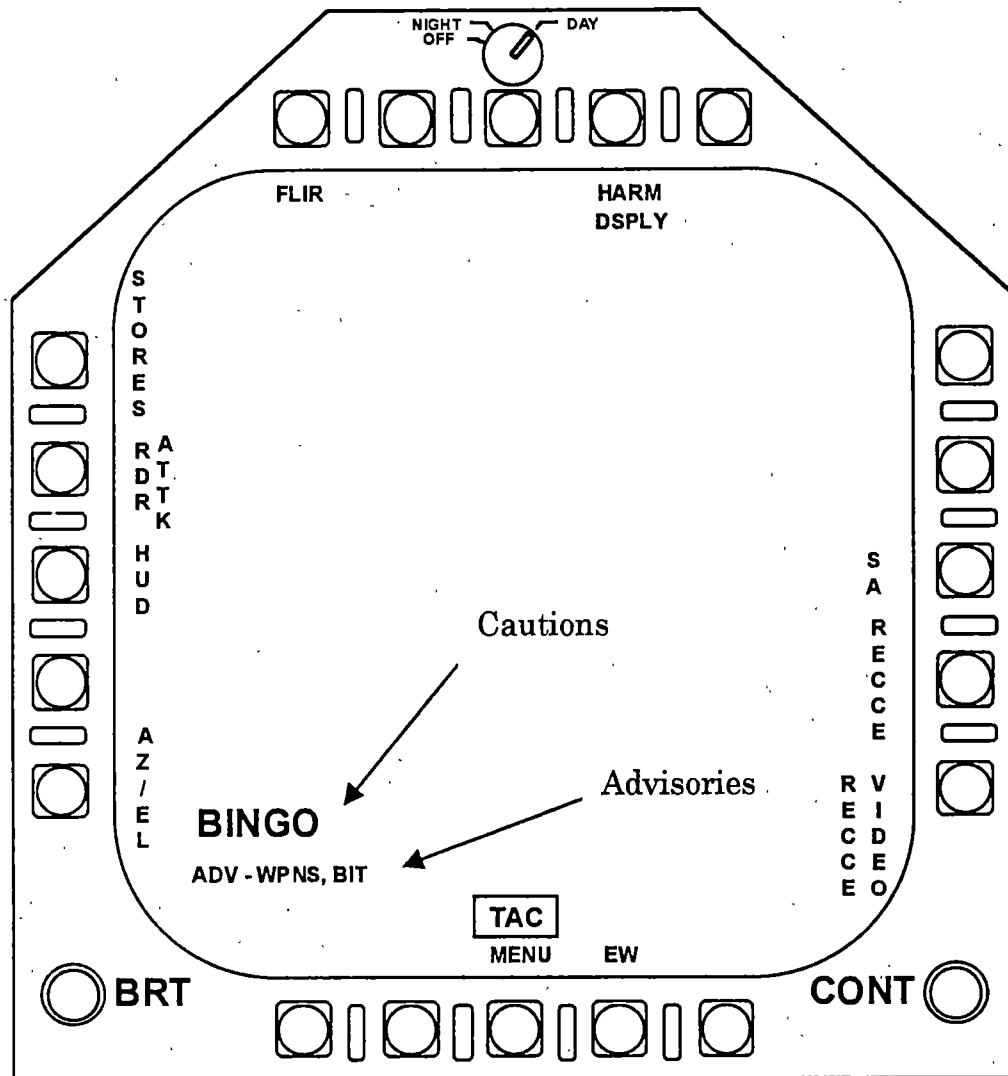 NIGHT
DAY
OFF
FLIR
HARM
DSPLY
STORES
RDR
ATTK
HUD
SA
RECCE
Cautions
AZ/EL
Advisories
RECCE
VIDEO
BINGO
ADV - WPNS, BIT
TAC
MENU
EW
BRT
CONT